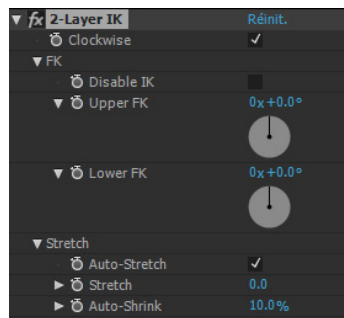 fx 2-Layer IK Réinit.
Clockwise
FK
Disable IK
Upper FK 0x+0.0°
Lower FK 0x+0.0°
Stretch
Auto-Stretch
Stretch 0.0
Auto-Shrink 10.0%